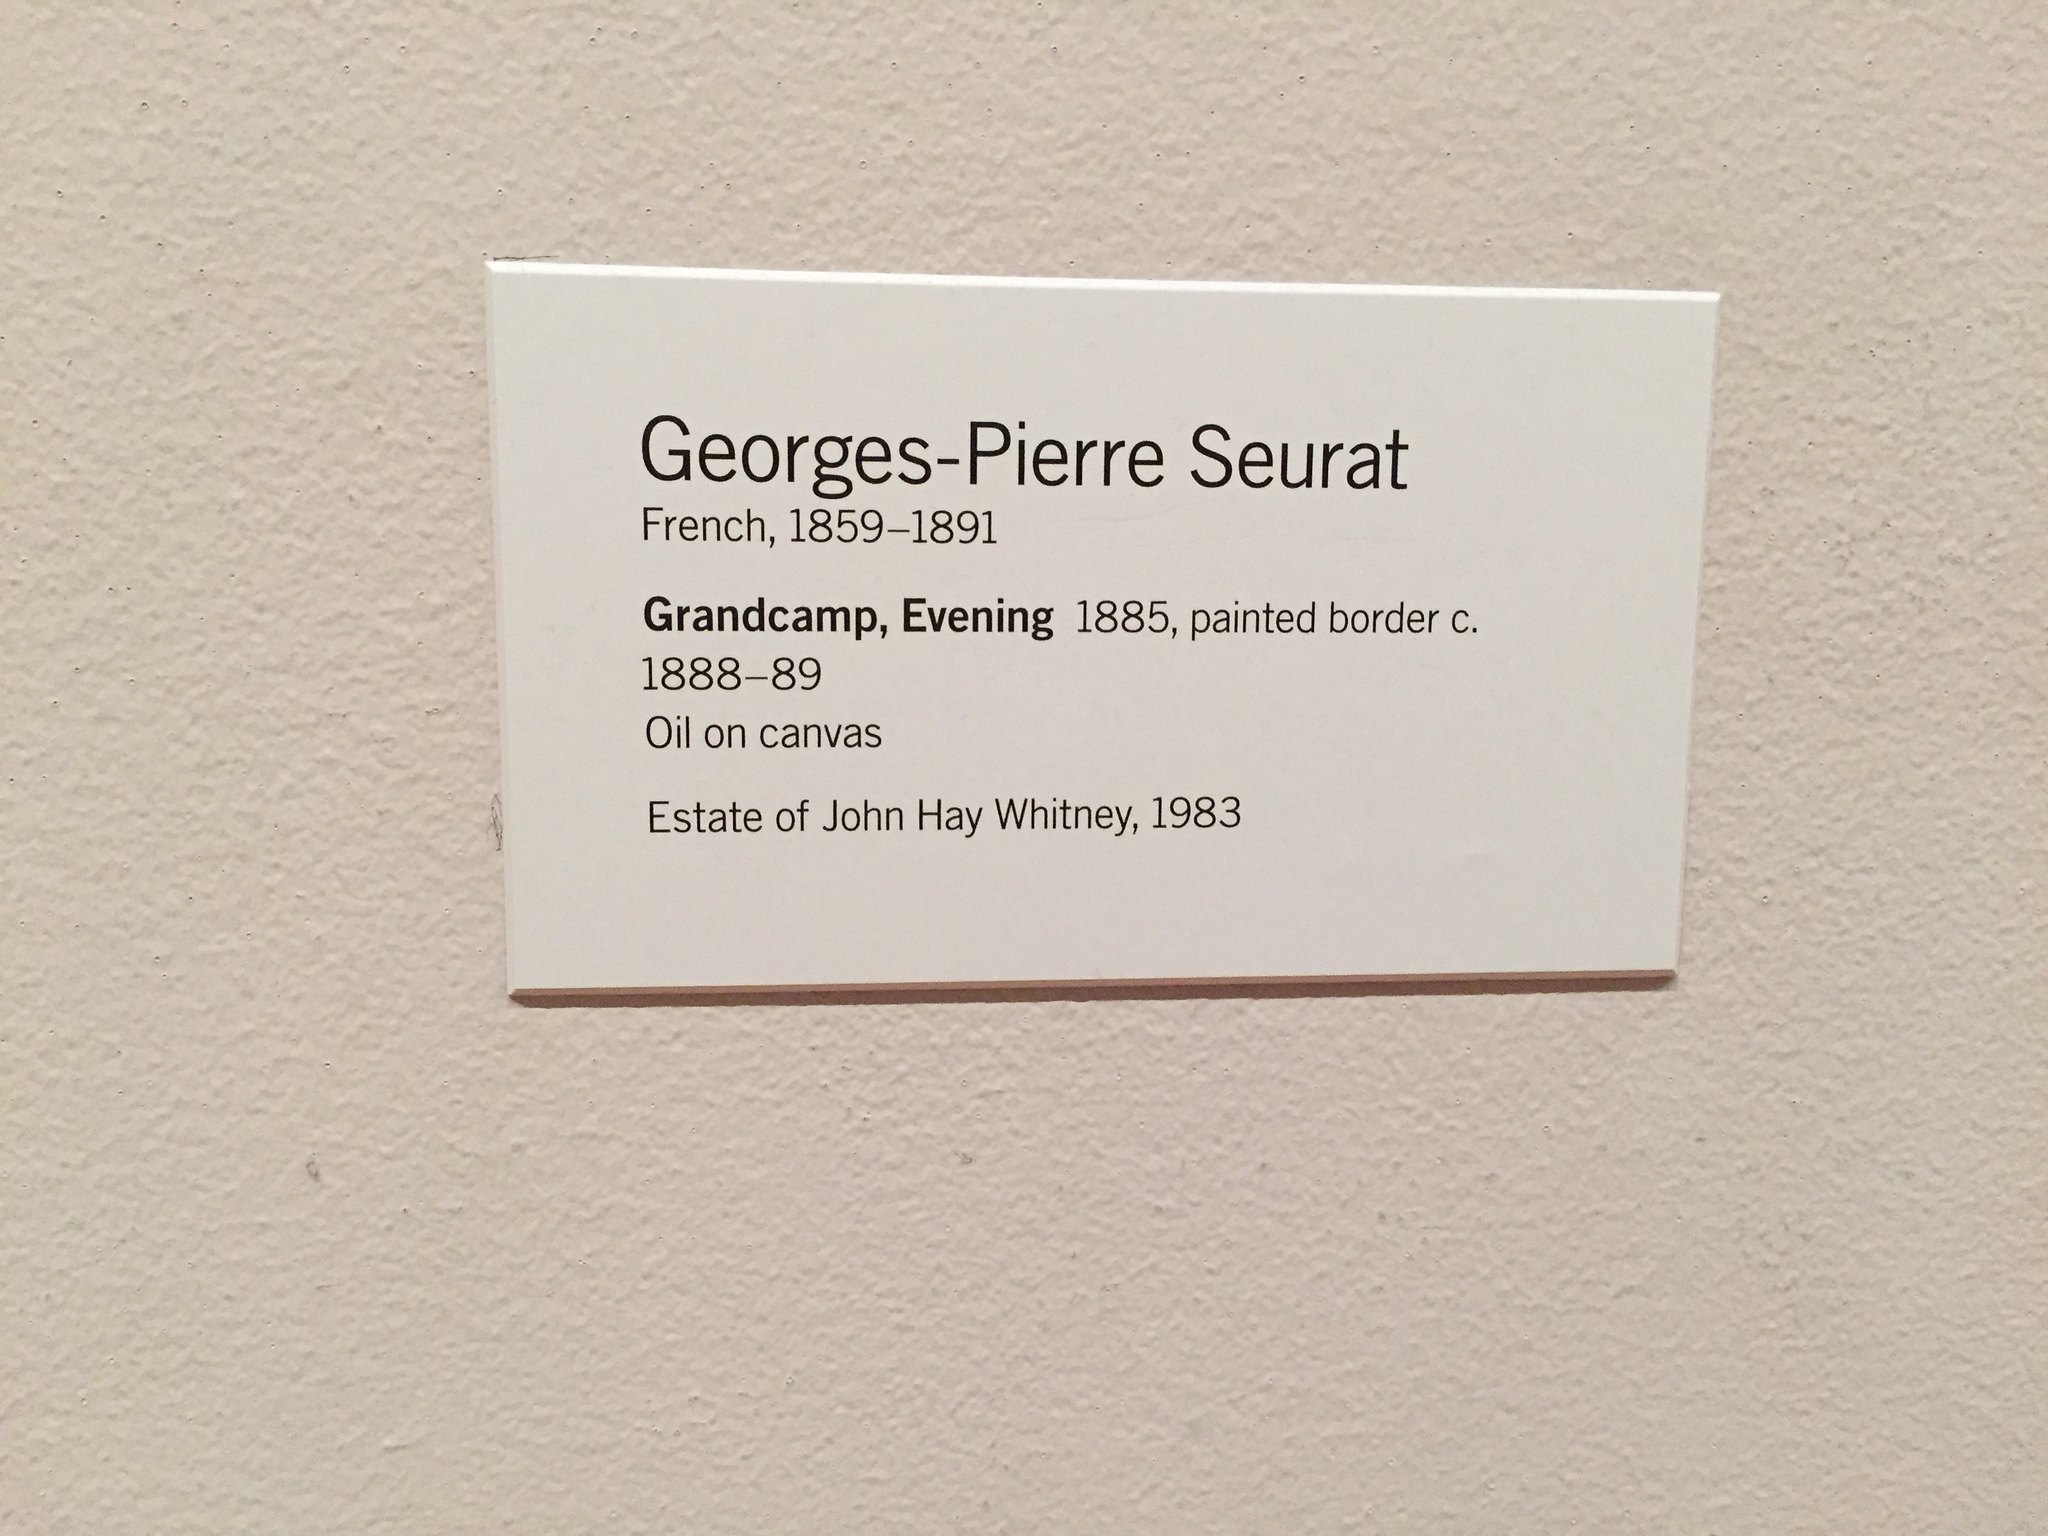 Georges-Pierre Seurat
French, 1859–1891
Grandcamp, Evening 1885, painted border c.
1888–89
Oil on canvas
Estate of John Hay Whitney, 1983